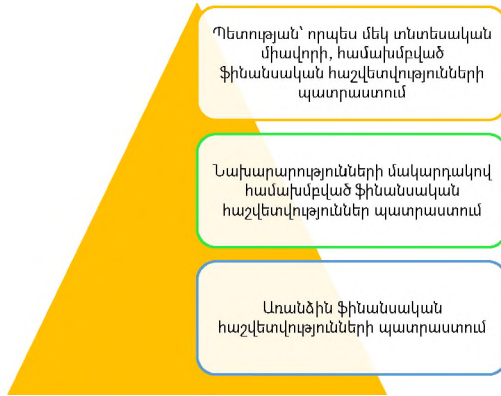 Պետության՝ որպես մեկ տնտեսական
միավորի, համախմբված
ֆինանսական հաշվետվությունների
պատրաստում
Նախարարությունների մակարդակով
համախմբված ֆինանսական
հաշվետվություններ պատրաստում
Առանձին ֆինանսական
հաշվետվությունների պատրաստում